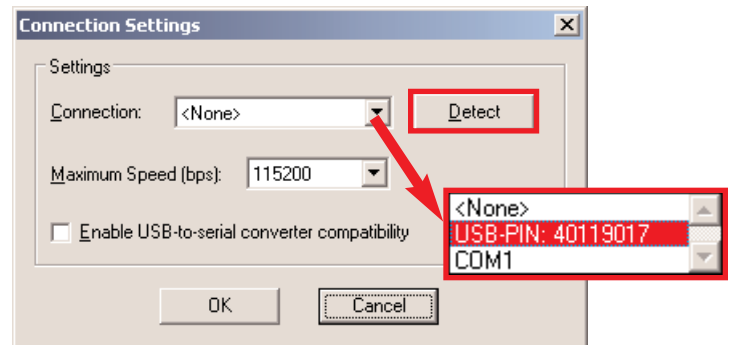 Connection Settings
Settings
Connection: <None> Detect
Maximum Speed (bps): 115200
<None>
USB-PIN: 40119017
COM1
Enable USB-to-serial converter compatibility
OK Cancel